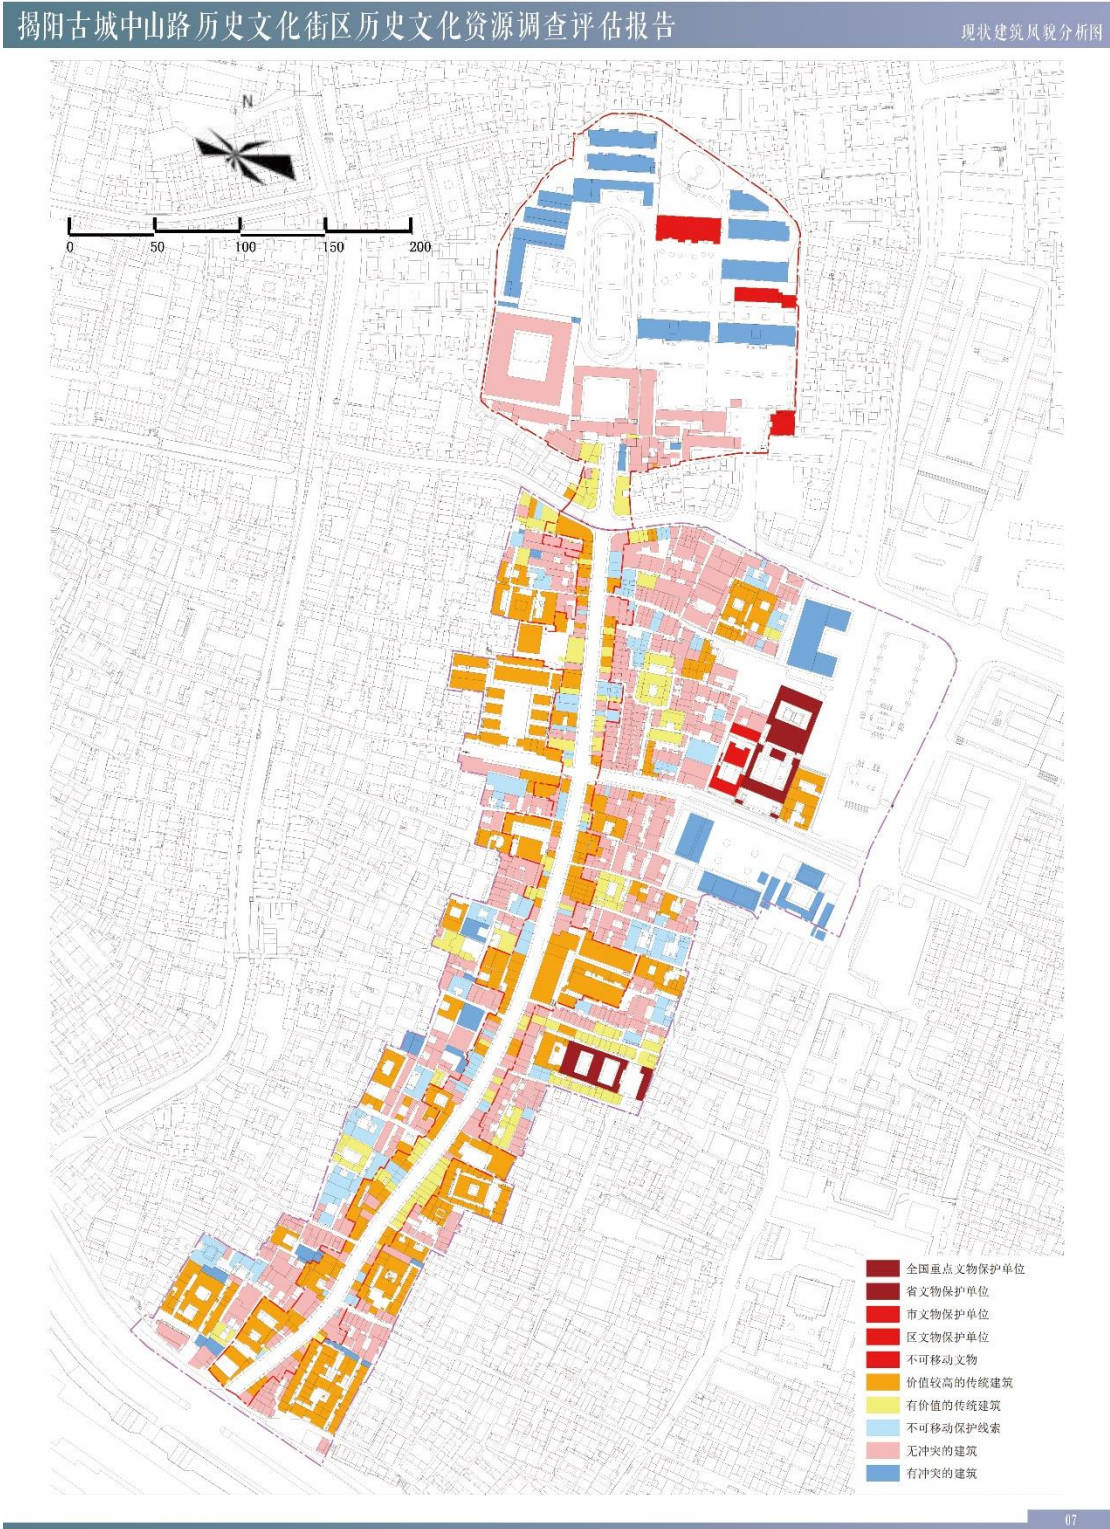 揭阳古城中山路历史文化街区历史文化资源调查评估报告
现状建筑风貌分析图
N
0 50 100 150 200
全国重点文物保护单位
省文物保护单位
市文物保护单位
区文物保护单位
不可移动文物
价值较高的传统建筑
有价值的传统建筑
不可移动保护线索
无冲突的建筑
有冲突的建筑
07